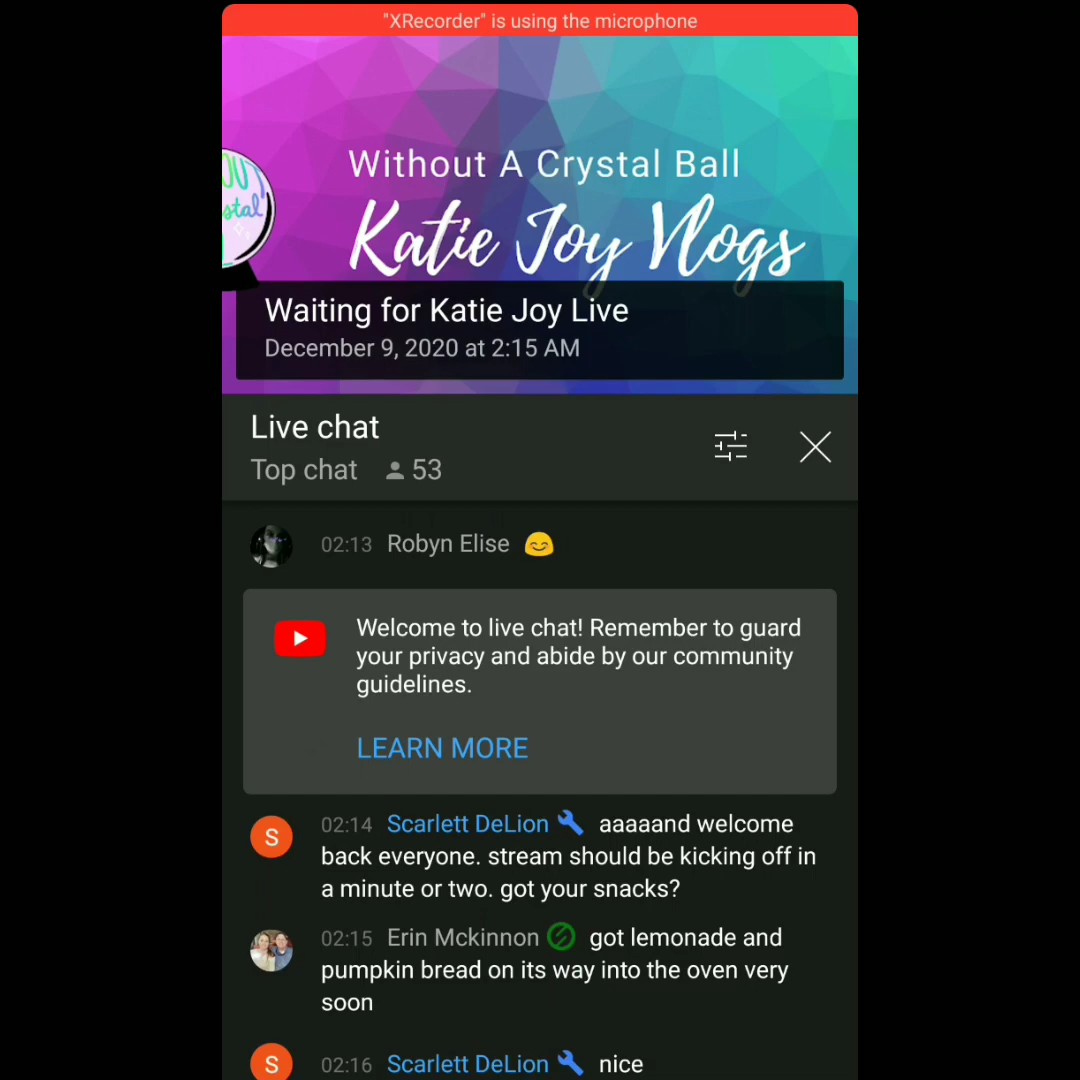 "XRecorder" is using the microphone
Without A Crystal Ball
OUT
stal
Katie Joy Vlogs
Waiting for Katie Joy Live
December 9, 2020 at 2:15 AM
Live chat
Top chat 53
02:13 Robyn Elise 😊
Welcome to live chat! Remember to guard
your privacy and abide by our community
guidelines.
LEARN MORE
S
02:14 Scarlett DeLion 🔧 aaaaand welcome
back everyone. stream should be kicking off in
a minute or two. got your snacks?
02:15 Erin Mckinnon got lemonade and
pumpkin bread on its way into the oven very
soon
S
02:16 Scarlett DeLion 🔧 nice